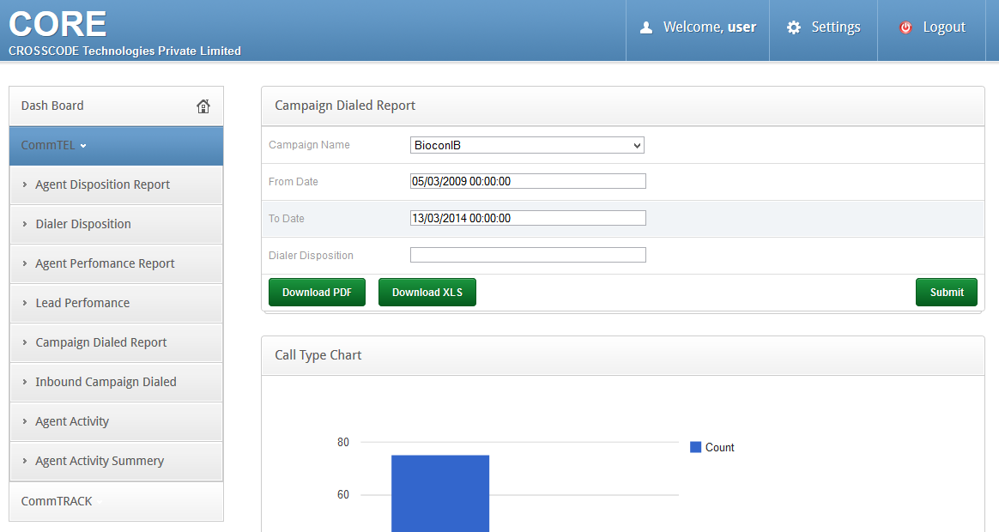 CORE
CROSSCODE Technologies Private Limited
Welcome, user
Settings
Logout
Dash Board
CommTEL
Agent Disposition Report
Dialer Disposition
Agent Perfomance Report
Lead Perfomance
Campaign Dialed Report
Inbound Campaign Dialed
Agent Activity
Agent Activity Summery
CommTRACK
Campaign Dialed Report
Campaign Name
BioconIB
From Date
05/03/2009 00:00:00
To Date
13/03/2014 00:00:00
Dialer Disposition
Download PDF
Download XLS
Submit
Call Type Chart
80
60
Count